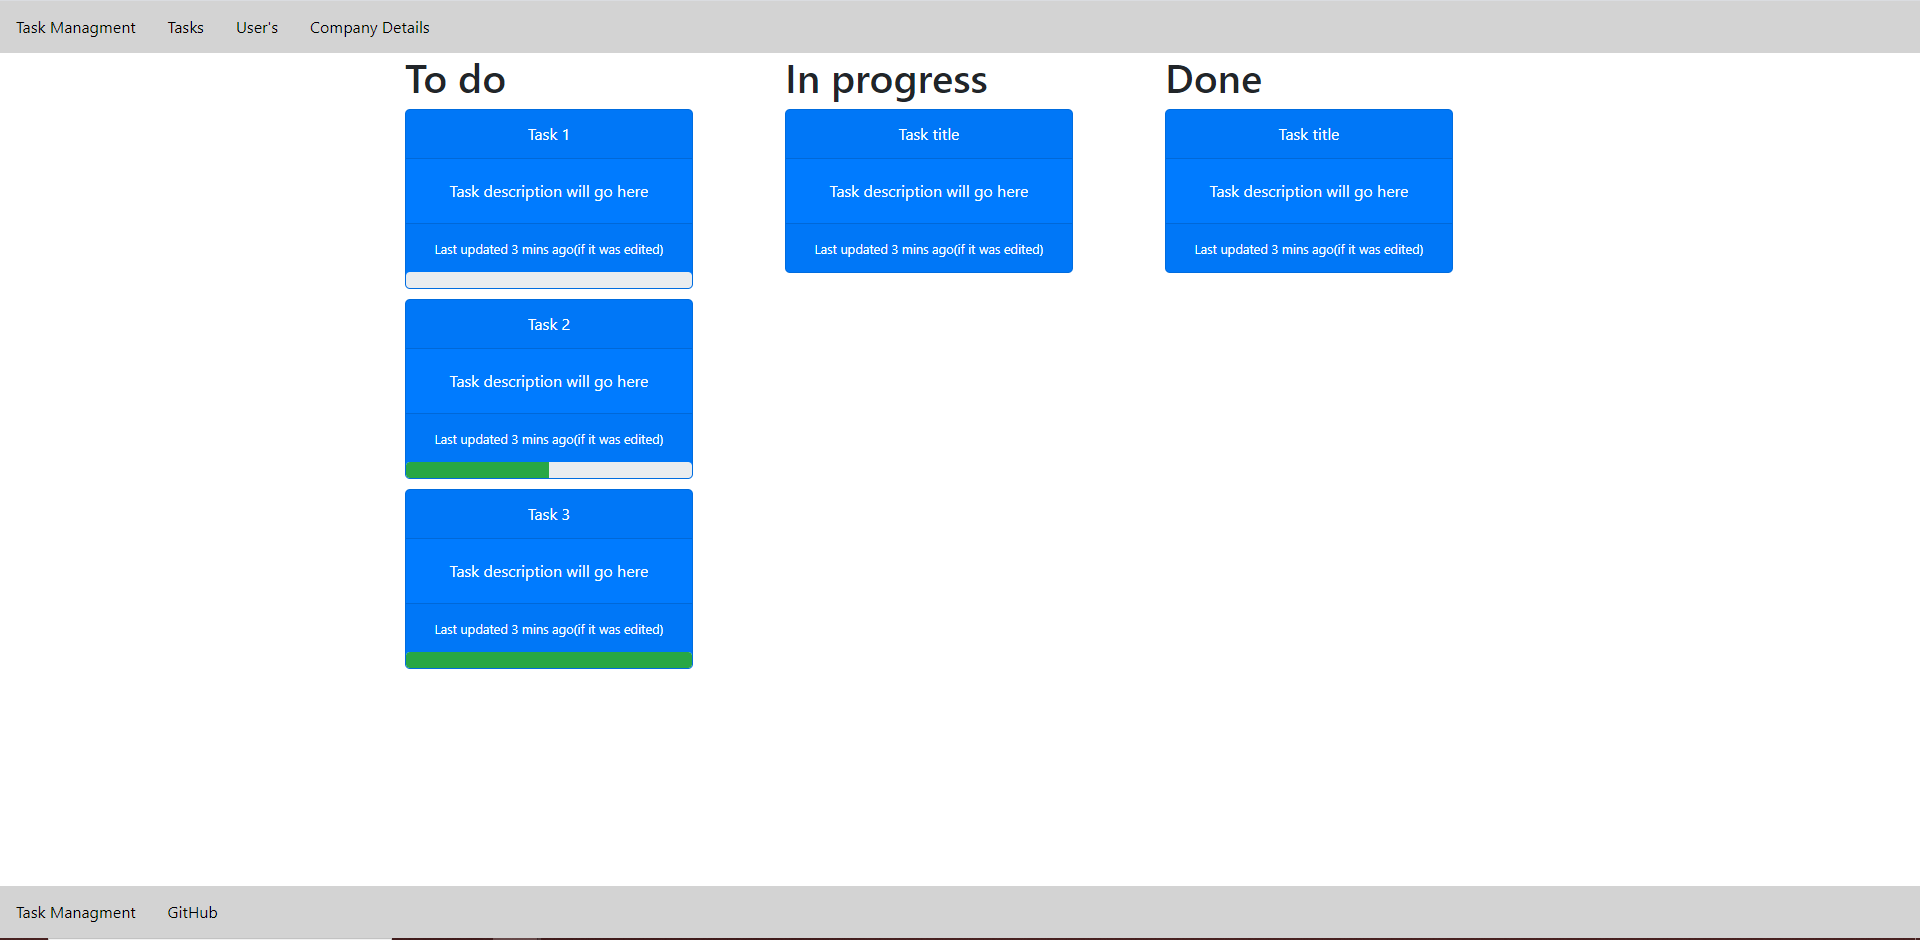 Task Managment Tasks User's Company Details
To do
Task 1
Task description will go here
Last updated 3 mins ago(if it was edited)
Task 2
Task description will go here
Last updated 3 mins ago(if it was edited)
Task 3
Task description will go here
Last updated 3 mins ago(if it was edited)
In progress
Task title
Task description will go here
Last updated 3 mins ago(if it was edited)
Done
Task title
Task description will go here
Last updated 3 mins ago(if it was edited)
Task Managment GitHub